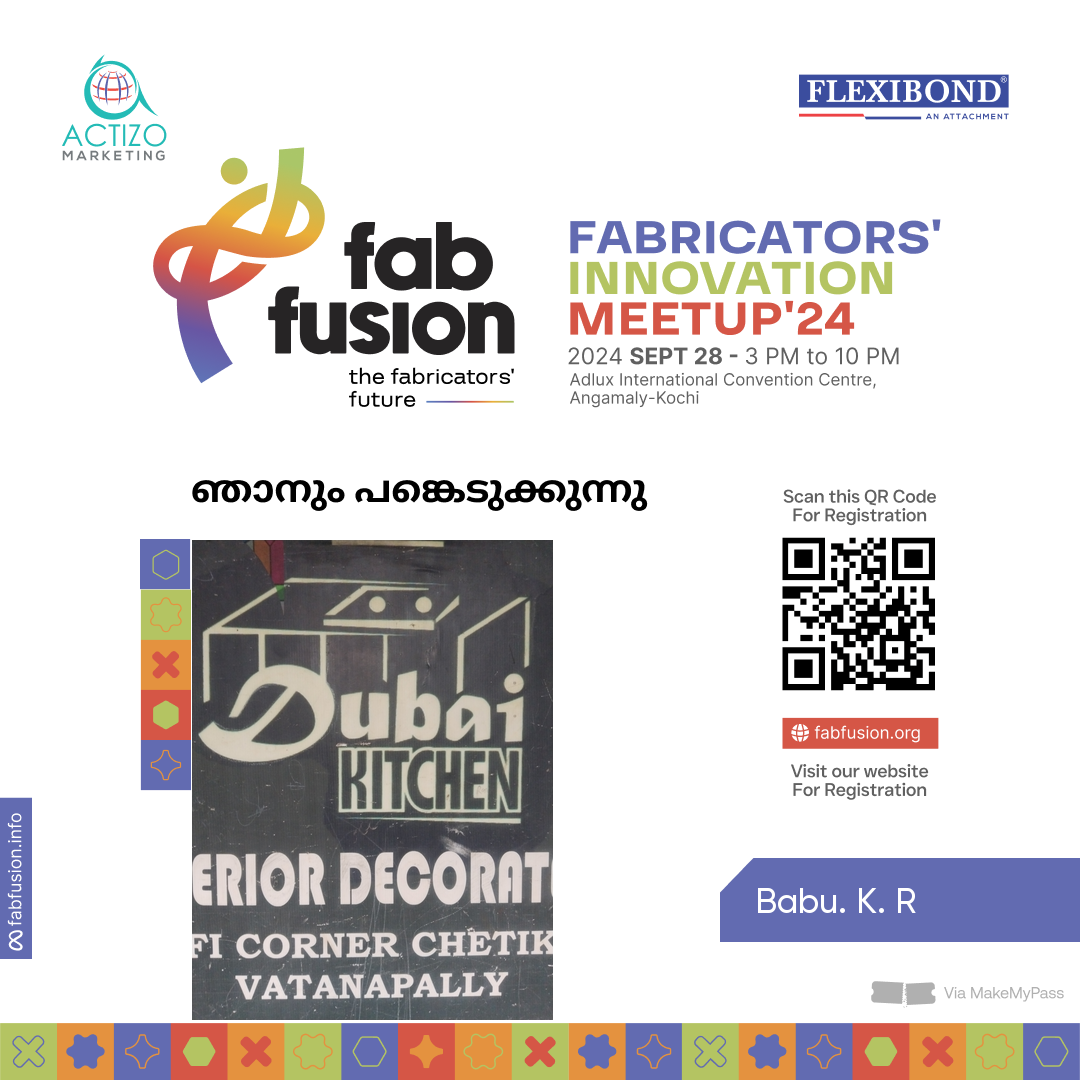 ACTIZO
MARKETING
FLEXIBOND®
AN ATTACHMENT
fab
fusion
the fabricators'
future
FABRICATORS'
INNOVATION
MEETUP'24
2024 SEPT 28 - 3 PM to 10 PM
Adlux International Convention Centre,
Angamaly-Kochi
ഞാനും പങ്കെടുക്കുന്നു
Scan this QR Code
For Registration
fabfusion.org
Visit our website
For Registration
Dubai
KITCHEN
ERIOR DECORAT
FI CORNER CHETIK
VATANAPALLY
fabfusion.info
Babu. K. R
Via MakeMyPass